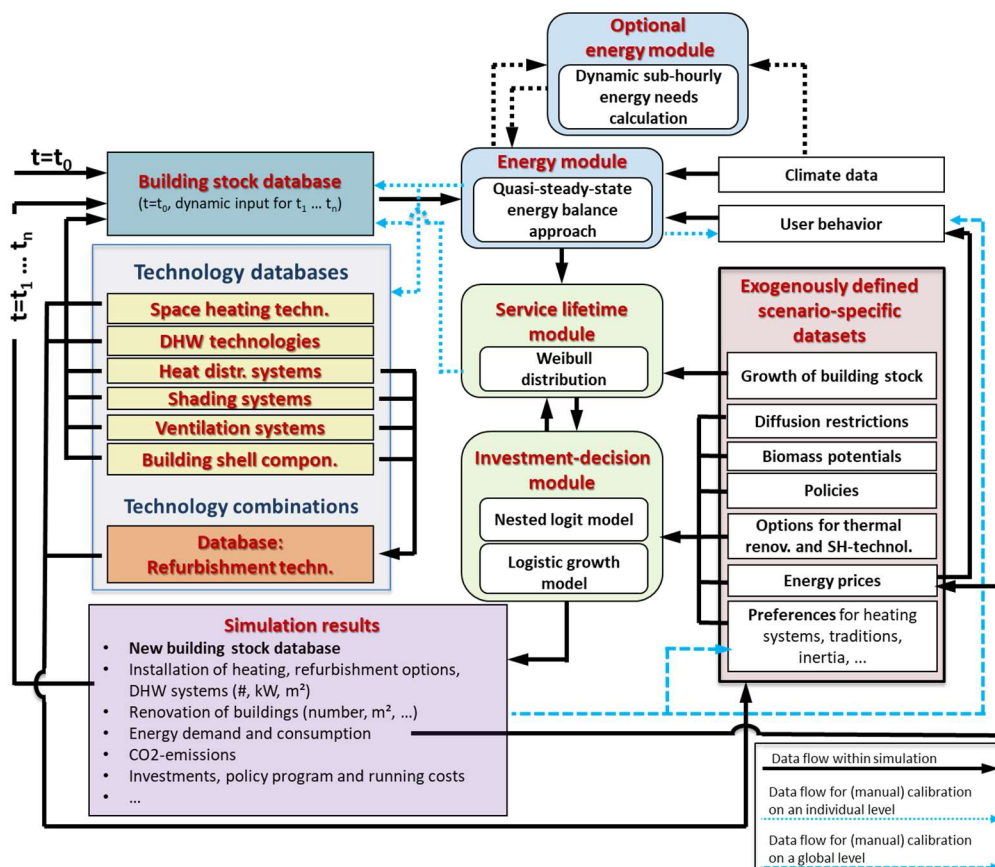 Optional
energy module
Dynamic sub-hourly
energy needs
calculation
t=t₀
Building stock database
(t=t₀, dynamic input for t₁ ... tₙ)
Energy module
Quasi-steady-state
energy balance
approach
Climate data
User behavior
t=t₁ ... tₙ
Technology databases
Space heating techn.
DHW technologies
Heat distr. systems
Shading systems
Ventilation systems
Building shell compon.
Technology combinations
Database:
Refurbishment techn.
Service lifetime
module
Weibull
distribution
Investment-decision
module
Nested logit model
Logistic growth
model
Exogenously defined
scenario-specific
datasets
Growth of building stock
Diffusion restrictions
Biomass potentials
Policies
Options for thermal
renov. and SH-technol.
Energy prices
Preferences for heating
systems, traditions,
inertia, ...
Simulation results
• New building stock database
• Installation of heating, refurbishment options,
DHW systems (#, kW, m²)
• Renovation of buildings (number, m², ...)
• Energy demand and consumption
• CO2-emissions
• Investments, policy program and running costs
• ...
Data flow within simulation
Data flow for (manual) calibration
on an individual level
Data flow for (manual) calibration
on a global level